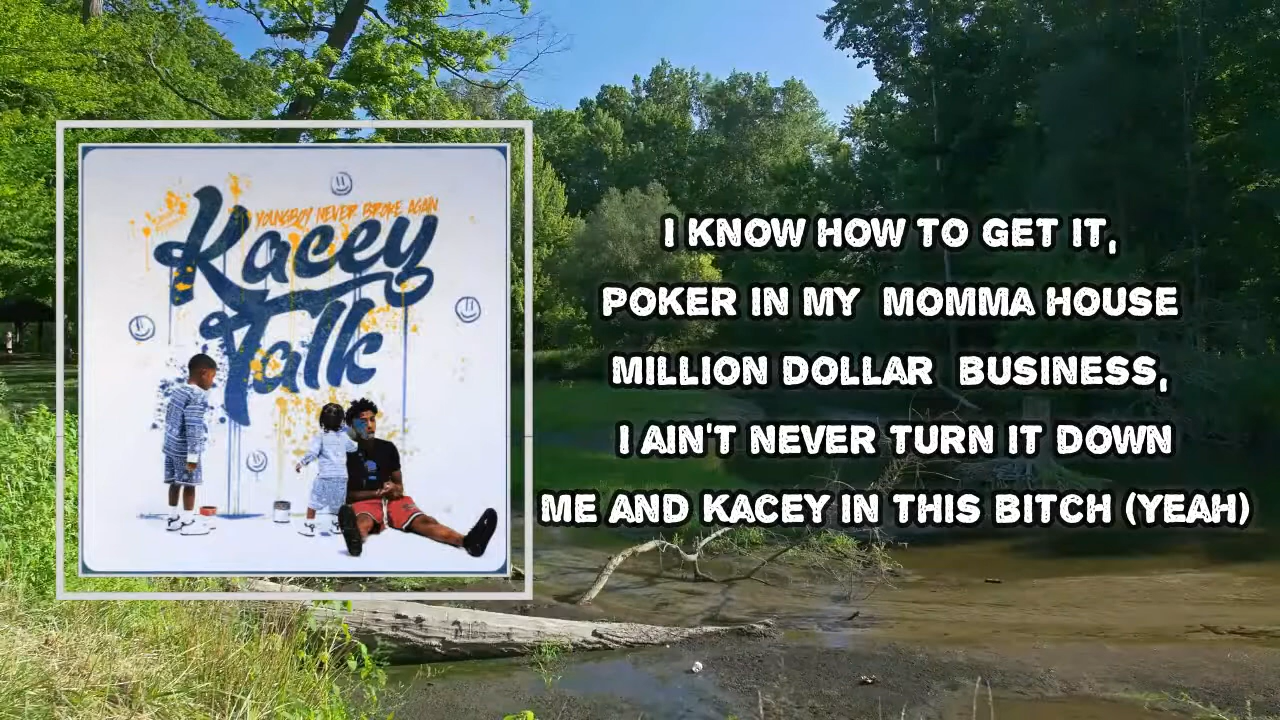 YOUNGBOY NEVER BROKE AGAIN
Kacey
Talk
I KNOW HOW TO GET IT,
POKER IN MY MOMMA HOUSE
MILLION DOLLAR BUSINESS,
I AIN'T NEVER TURN IT DOWN
ME AND KACEY IN THIS BITCH (YEAH)